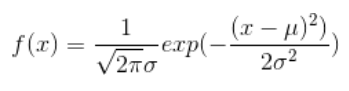 f(x) = \frac{1}{\sqrt{2\pi}\sigma} exp(-\frac{(x-\mu)^2)}{2\sigma^2})